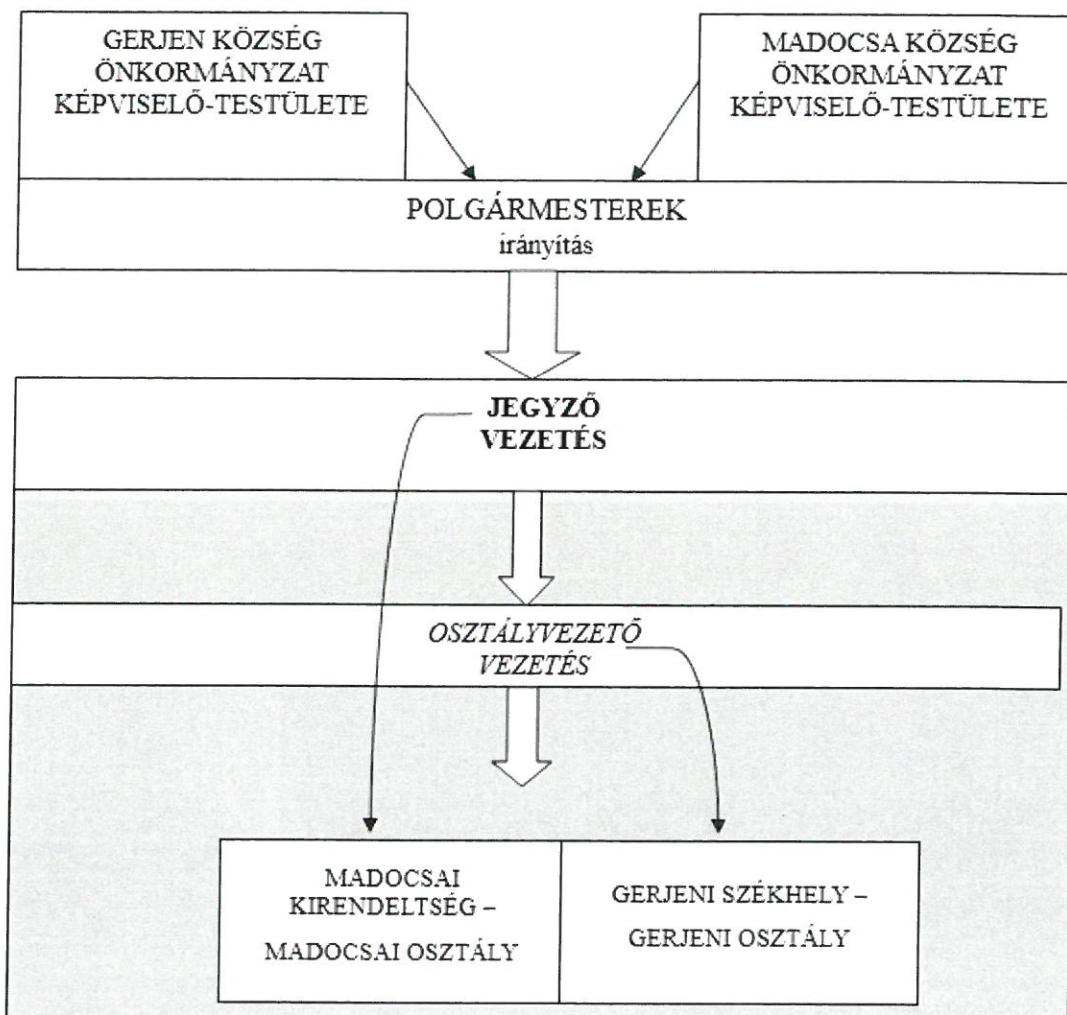 GERJEN KÖZSÉG
ÖNKORMÁNYZAT
KÉPVISELŐ-TESTÜLETE
MADOCSA KÖZSÉG
ÖNKORMÁNYZAT
KÉPVISELŐ-TESTÜLETE
POLGÁRMESTEREK
irányítás
JEGYZŐ
VEZETÉS
OSZTÁLYVEZETŐ
VEZETÉS
MADOCSAI
KIRENDELTSÉG –
MADOCSAI OSZTÁLY
GERJENI SZÉKHELY –
GERJENI OSZTÁLY